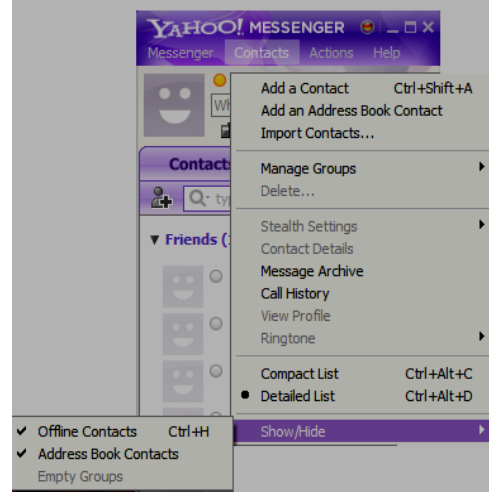 YAHOO! MESSENGER
Messenger Contacts Actions Help
Add a Contact Ctrl+Shift+A
Add an Address Book Contact
Import Contacts...
Contact
Manage Groups
Delete...
Friends (
Stealth Settings
Contact Details
Message Archive
Call History
View Profile
Ringtone
Compact List Ctrl+Alt+C
Detailed List Ctrl+Alt+D
Show/Hide
Offline Contacts Ctrl+H
Address Book Contacts
Empty Groups